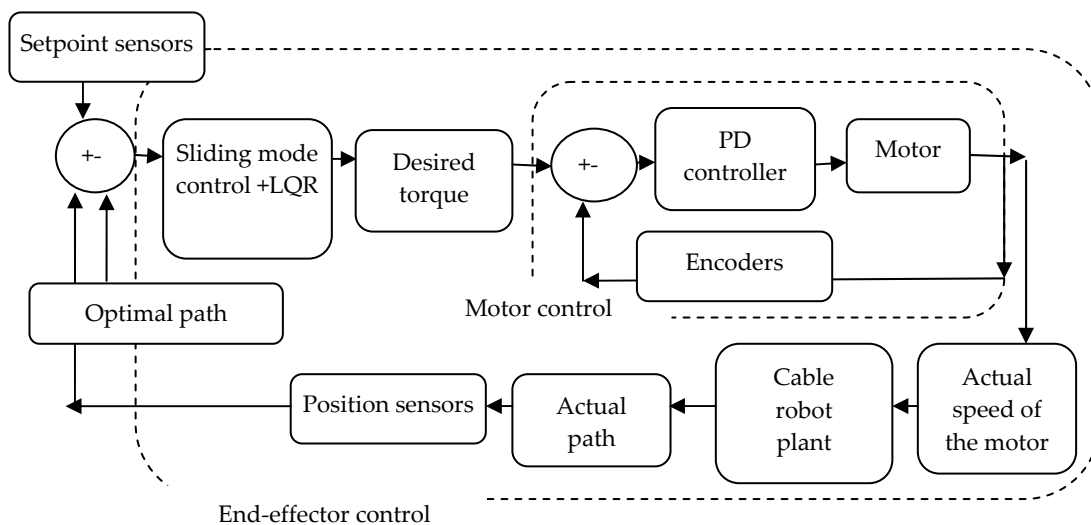 Setpoint sensors
+-
Sliding mode
control +LQR
Desired
torque
+-
PD
controller
Motor
Encoders
Motor control
Optimal path
Position sensors
Actual
path
Cable
robot
plant
Actual
speed of
the motor
End-effector control